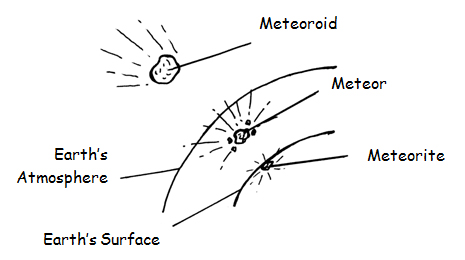 Meteoroid
Meteor
Earth's
Atmosphere
Meteorite
Earth's Surface